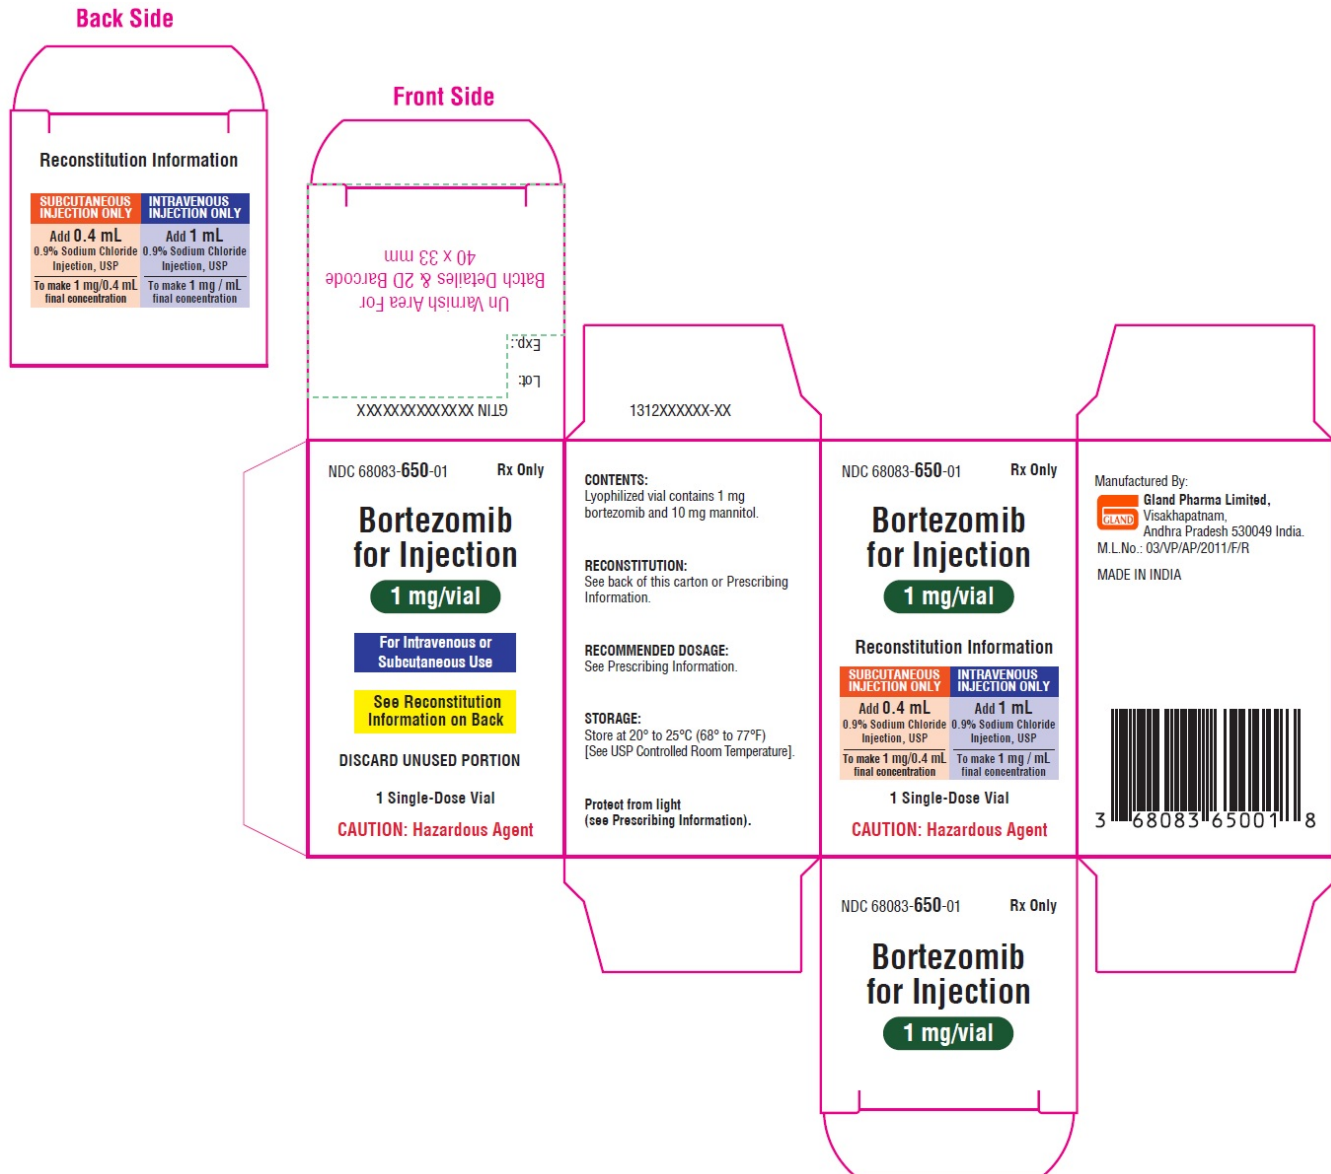 Back Side
Reconstitution Information
SUBCUTANEOUS
INJECTION ONLY
Add 0.4 mL
0.9% Sodium Chloride
Injection, USP
To make 1 mg/0.4 mL
final concentration
INTRAVENOUS
INJECTION ONLY
Add 1 mL
0.9% Sodium Chloride
Injection, USP
To make 1 mg / mL
final concentration
Front Side
GTIN XXXXXXXXXXXXXX
Lot:
Exp.:
Un Varnish Area For
Batch Detailes & 2D Barcode
40 x 33 mm
NDC 68083-650-01 Rx Only
Bortezomib
for Injection
1 mg/vial
For Intravenous or
Subcutaneous Use
See Reconstitution
Information on Back
DISCARD UNUSED PORTION
1 Single-Dose Vial
CAUTION: Hazardous Agent
1312XXXXXX-XX
CONTENTS:
Lyophilized vial contains 1 mg
bortezomib and 10 mg mannitol.
RECONSTITUTION:
See back of this carton or Prescribing
Information.
RECOMMENDED DOSAGE:
See Prescribing Information.
STORAGE:
Store at 20° to 25°C (68° to 77°F)
[See USP Controlled Room Temperature].
Protect from light
(see Prescribing Information).
NDC 68083-650-01 Rx Only
Bortezomib
for Injection
1 mg/vial
Reconstitution Information
SUBCUTANEOUS
INJECTION ONLY
Add 0.4 mL
0.9% Sodium Chloride
Injection, USP
To make 1 mg/0.4 mL
final concentration
INTRAVENOUS
INJECTION ONLY
Add 1 mL
0.9% Sodium Chloride
Injection, USP
To make 1 mg / mL
final concentration
1 Single-Dose Vial
CAUTION: Hazardous Agent
Manufactured By:
GLAND
Gland Pharma Limited,
Visakhapatnam,
Andhra Pradesh 530049 India.
M.L.No.: 03/VP/AP/2011/F/R
MADE IN INDIA
3 68083 65001 8
NDC 68083-650-01 Rx Only
Bortezomib
for Injection
1 mg/vial